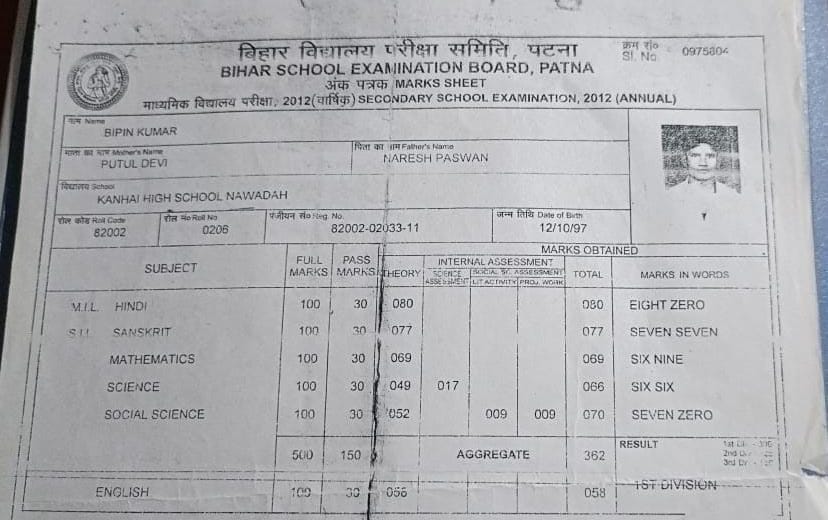 बिहार विद्यालय परीक्षा समिति, पटना
क्रम सं० 0975804
Sl. No.
BIHAR SCHOOL EXAMINATION BOARD, PATNA
अंक पत्रक MARKS SHEET
माध्यमिक विद्यालय परीक्षा, 2012(वार्षिक) SECONDARY SCHOOL EXAMINATION, 2012 (ANNUAL)
नाम Name
BIPIN KUMAR
माता का नाम Mother's Name पिता का नाम Father's Name
PUTUL DEVI NARESH PASWAN
विद्यालय School
KANHAI HIGH SCHOOL NAWADAH
रोल कोड Roll Code रोल नं० Roll No पंजीयन सं० Reg. No. जन्म तिथि Date of Birth
82002 0206 82002-02033-11 12/10/97
MARKS OBTAINED
SUBJECT FULL MARKS PASS MARKS THEORY INTERNAL ASSESSMENT TOTAL MARKS IN WORDS
SCIENCE ASSESSMENT SOCIAL SC. ASSESSMENT
LIT ACTIVITY PROJ. WORK
M.I.L. HINDI 100 30 080 080 EIGHT ZERO
S.I.L. SANSKRIT 100 30 077 077 SEVEN SEVEN
MATHEMATICS 100 30 069 069 SIX NINE
SCIENCE 100 30 049 017 066 SIX SIX
SOCIAL SCIENCE 100 30 052 009 009 070 SEVEN ZERO
500 150 AGGREGATE 362 RESULT
1st Di
2nd
3rd Di
ENGLISH 100 30 058 1ST DIVISION